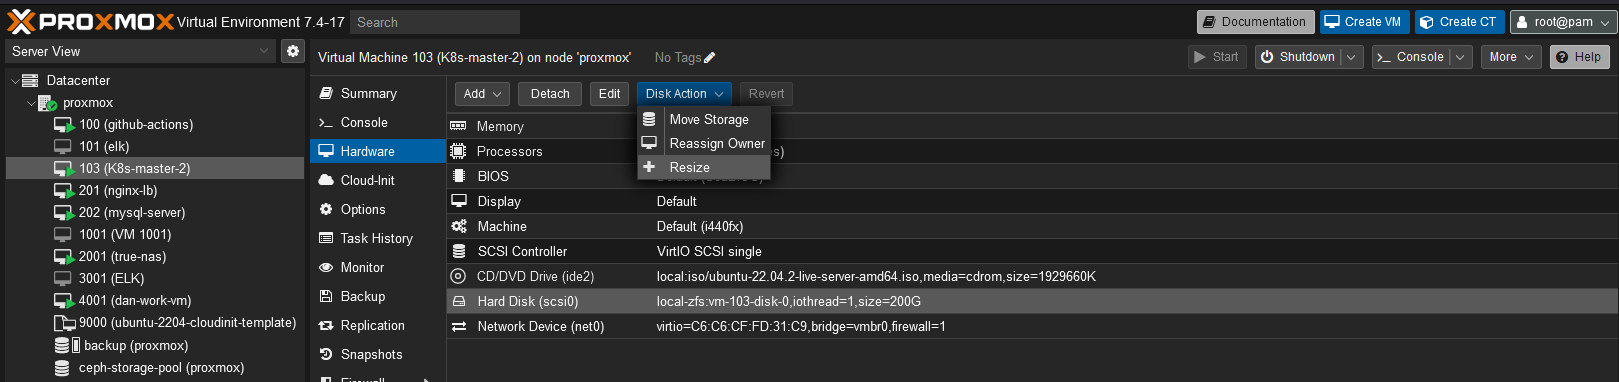 PROXMOX Virtual Environment 7.4-17 Search Documentation Create VM Create CT root@pam
Server View
Virtual Machine 103 (K8s-master-2) on node 'proxmox' No Tags Start Shutdown Console More Help
Datacenter
proxmox
100 (github-actions)
101 (elk)
103 (K8s-master-2)
201 (nginx-lb)
202 (mysql-server)
1001 (VM 1001)
2001 (true-nas)
3001 (ELK)
4001 (dan-work-vm)
9000 (ubuntu-2204-cloudinit-template)
backup (proxmox)
ceph-storage-pool (proxmox)
Summary
Console
Hardware
Cloud-Init
Options
Task History
Monitor
Backup
Replication
Snapshots
Firewall
Add Detach Edit Disk Action Revert
Move Storage
Reassign Owner
Resize
Memory
Processors
BIOS
Display Default
Machine Default (i440fx)
SCSI Controller VirtIO SCSI single
CD/DVD Drive (ide2) local:iso/ubuntu-22.04.2-live-server-amd64.iso,media=cdrom,size=1929660K
Hard Disk (scsi0) local-zfs:vm-103-disk-0,iothread=1,size=200G
Network Device (net0) virtio=C6:C6:CF:FD:31:C9,bridge=vmbr0,firewall=1